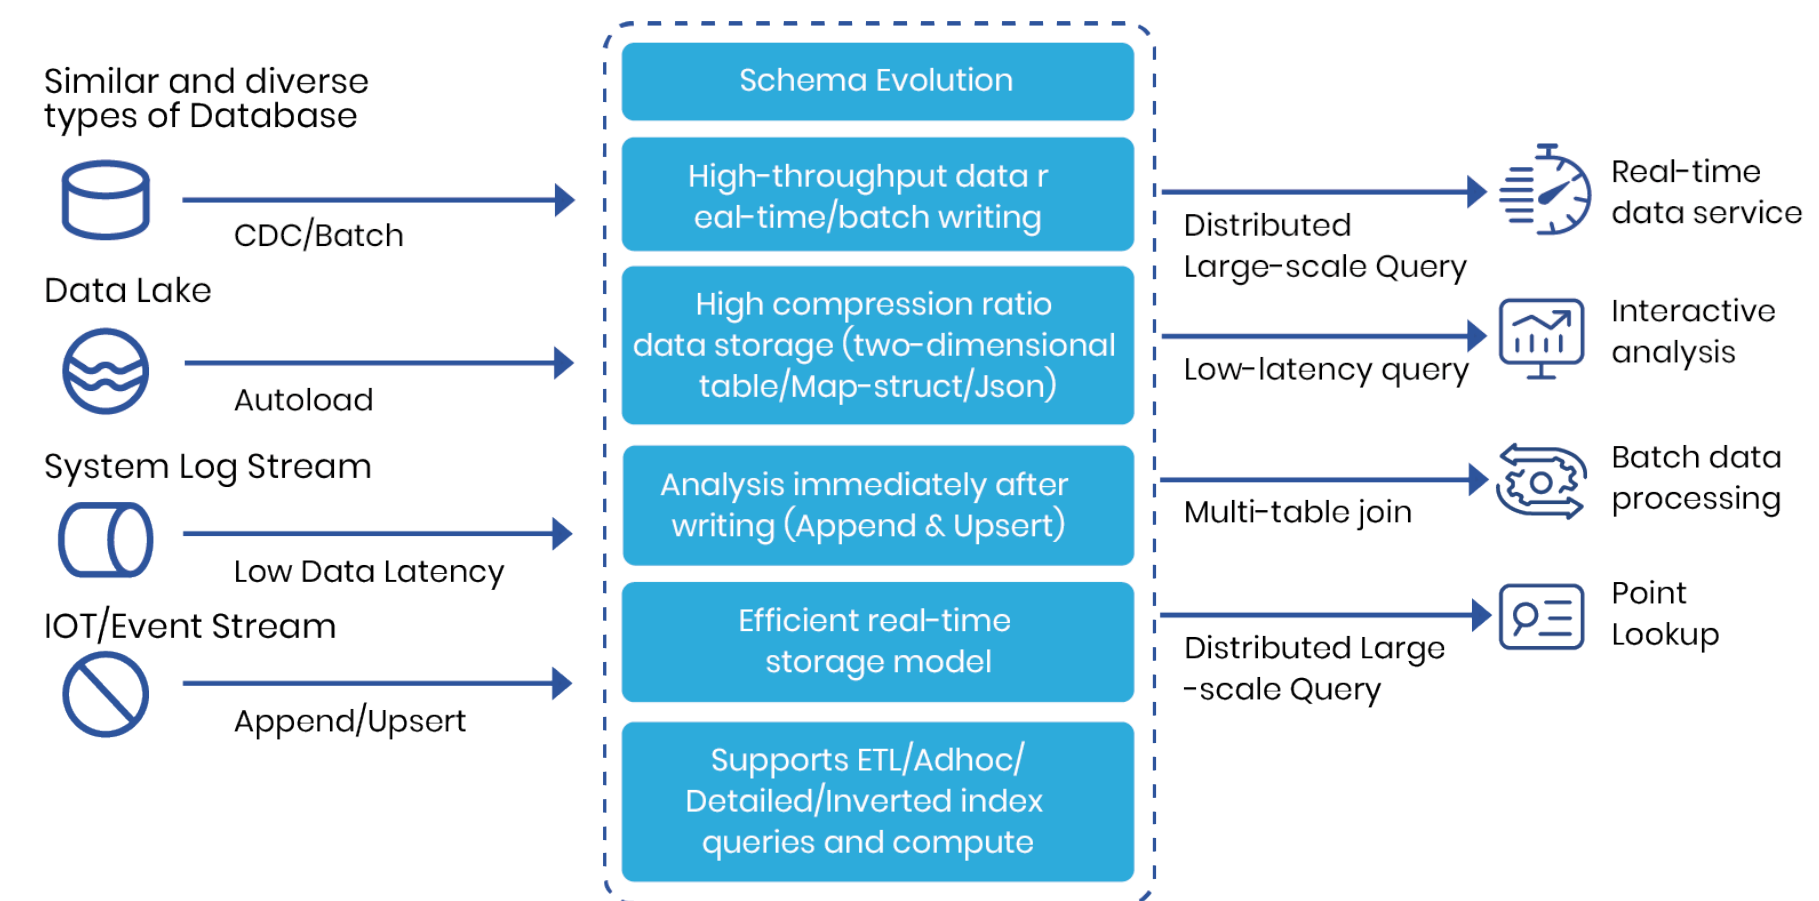 Similar and diverse
types of Database
CDC/Batch
Data Lake
Autoload
System Log Stream
Low Data Latency
IOT/Event Stream
Append/Upsert
Schema Evolution
High-throughput data r
eal-time/batch writing
High compression ratio
data storage (two-dimensional
table/Map-struct/Json)
Analysis immediately after
writing (Append & Upsert)
Efficient real-time
storage model
Supports ETL/Adhoc/
Detailed/Inverted index
queries and compute
Distributed
Large-scale Query
Low-latency query
Multi-table join
Distributed Large
-scale Query
Real-time
data service
Interactive
analysis
Batch data
processing
Point
Lookup